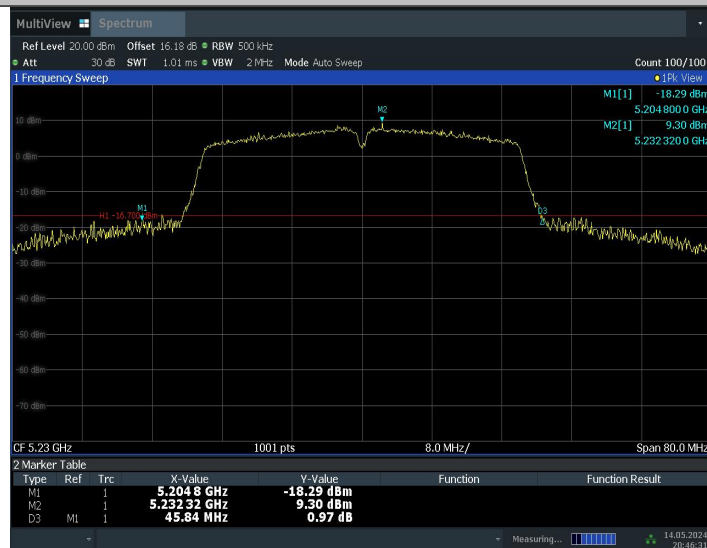 MultiView Spectrum
Ref Level 20.00 dBm Offset 16.18 dB RBW 500 kHz
Att 30 dB SWT 1.01 ms VBW 2 MHz Mode Auto Sweep Count 100/100
1 Frequency Sweep 1Pk View
M1[1] -18.29 dBm
5.204 800 0 GHz
M2[1] 9.30 dBm
5.232 320 0 GHz
M2
10 dBm
0 dBm
-10 dBm
M1
H1 -16.700 dBm
D3
-20 dBm
-30 dBm
-40 dBm
-50 dBm
-60 dBm
-70 dBm
CF 5.23 GHz 1001 pts 8.0 MHz/ Span 80.0 MHz
2 Marker Table
Type Ref Trc X-Value Y-Value Function Function Result
M1 1 5.204 8 GHz -18.29 dBm
M2 1 5.232 32 GHz 9.30 dBm
D3 M1 1 45.84 MHz 0.97 dB
Measuring... 14.05.2024
20:46:31